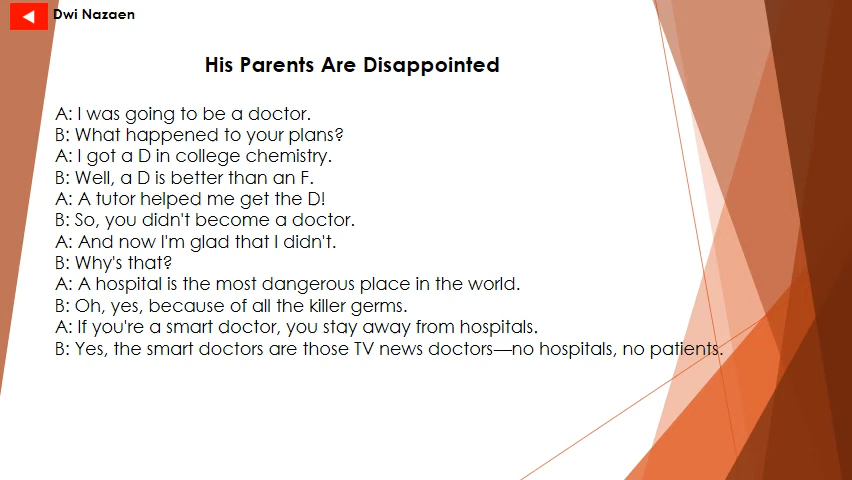 Dwi Nazaen
His Parents Are Disappointed
A: I was going to be a doctor.
B: What happened to your plans?
A: I got a D in college chemistry.
B: Well, a D is better than an F.
A: A tutor helped me get the D!
B: So, you didn't become a doctor.
A: And now I'm glad that I didn't.
B: Why's that?
A: A hospital is the most dangerous place in the world.
B: Oh, yes, because of all the killer germs.
A: If you're a smart doctor, you stay away from hospitals.
B: Yes, the smart doctors are those TV news doctors—no hospitals, no patients.